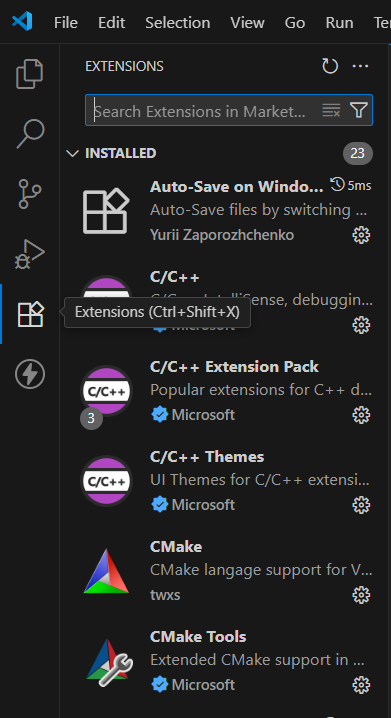 File Edit Selection View Go Run
EXTENSIONS
Search Extensions in Market...
INSTALLED 23
Auto-Save on Windo... 5ms
Auto-Save files by switching ...
Yurii Zaporozhchenko
C/C++
C/C++ IntelliSense, debuggin...
Extensions (Ctrl+Shift+X)
Microsoft
C/C++ Extension Pack
Popular extensions for C++ d...
C/C++
3
Microsoft
C/C++ Themes
UI Themes for C/C++ extensi...
C/C++
Microsoft
CMake
CMake langage support for V...
twxs
CMake Tools
Extended CMake support in ...
Microsoft